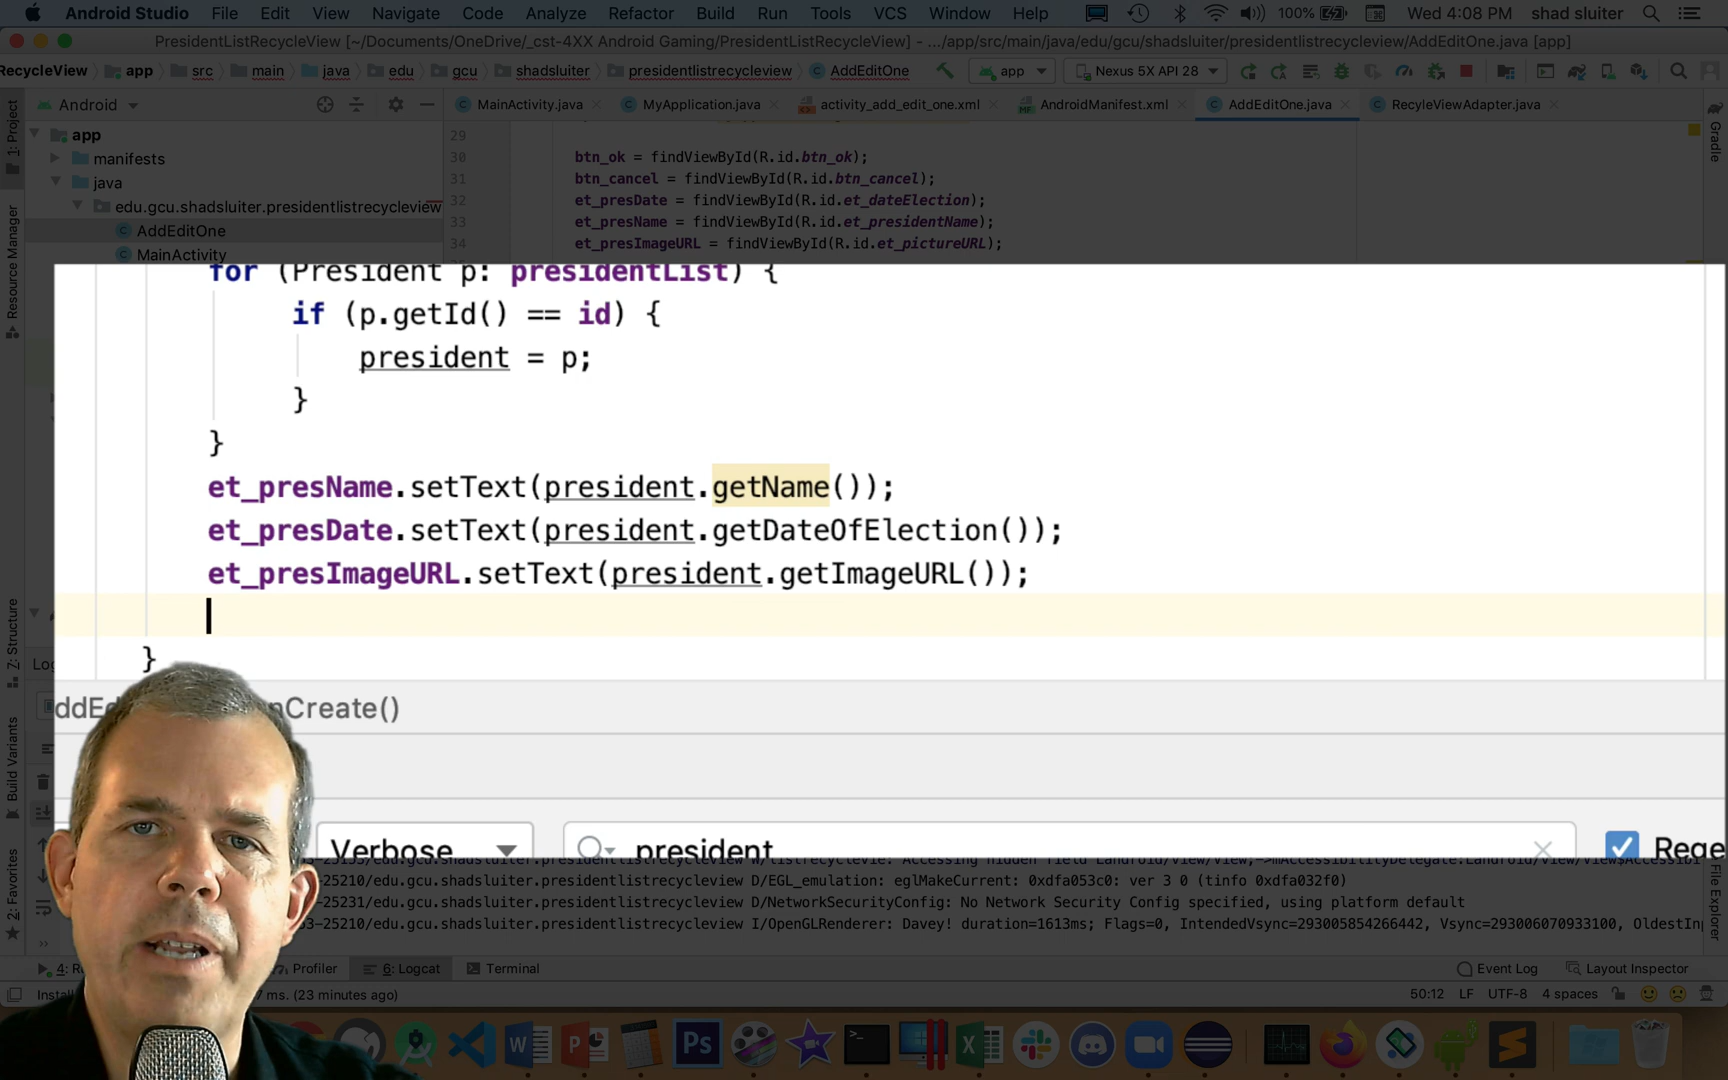 Android Studio File Edit View Navigate Code Analyze Refactor Build Run Tools VCS Window Help 100% Wed 4:08 PM shad sluiter
PresidentListRecycleView [~/Documents/OneDrive/_cst-4XX Android Gaming/PresidentListRecycleView] - .../app/src/main/java/edu/gcu/shadsluiter/presidentlistrecycleview/AddEditOne.java [app]
RecycleView app src main java edu gcu shadsluiter presidentlistrecycleview AddEditOne app Nexus 5X API 28
Android MainActivity.java MyApplication.java activity_add_edit_one.xml AndroidManifest.xml AddEditOne.java RecyleViewAdapter.java
1: Project
Resource Manager
Z: Structure
Build Variants
2: Favorites
Gradle
File Explorer
app
manifests
java
edu.gcu.shadsluiter.presidentlistrecycleview
AddEditOne
MainActivity
29
30 btn_ok = findViewById(R.id.btn_ok);
31 btn_cancel = findViewById(R.id.btn_cancel);
32 et_presDate = findViewById(R.id.et_dateElection);
33 et_presName = findViewById(R.id.et_presidentName);
34 et_presImageURL = findViewById(R.id.et_pictureURL);
for (President p: presidentList) {
if (p.getId() == id) {
president = p;
}
}
et_presName.setText(president.getName());
et_presDate.setText(president.getDateOfElection());
et_presImageURL.setText(president.getImageURL());
}
Log
ddE nCreate()
Verbose president Rege
-25210/edu.gcu.shadsluiter.presidentlistrecycleview D/EGL_emulation: eglMakeCurrent: 0xdfa053c0: ver 3 0 (tinfo 0xdfa032f0)
-25231/edu.gcu.shadsluiter.presidentlistrecycleview D/NetworkSecurityConfig: No Network Security Config specified, using platform default
3-25210/edu.gcu.shadsluiter.presidentlistrecycleview I/OpenGLRenderer: Davey! duration=1613ms; Flags=0, IntendedVsync=293005854266442, Vsync=293006070933100, OldestInp
4: R Profiler 6: Logcat Terminal Event Log Layout Inspector
Insta 7 ms. (23 minutes ago) 50:12 LF UTF-8 4 spaces
W P Ps X S